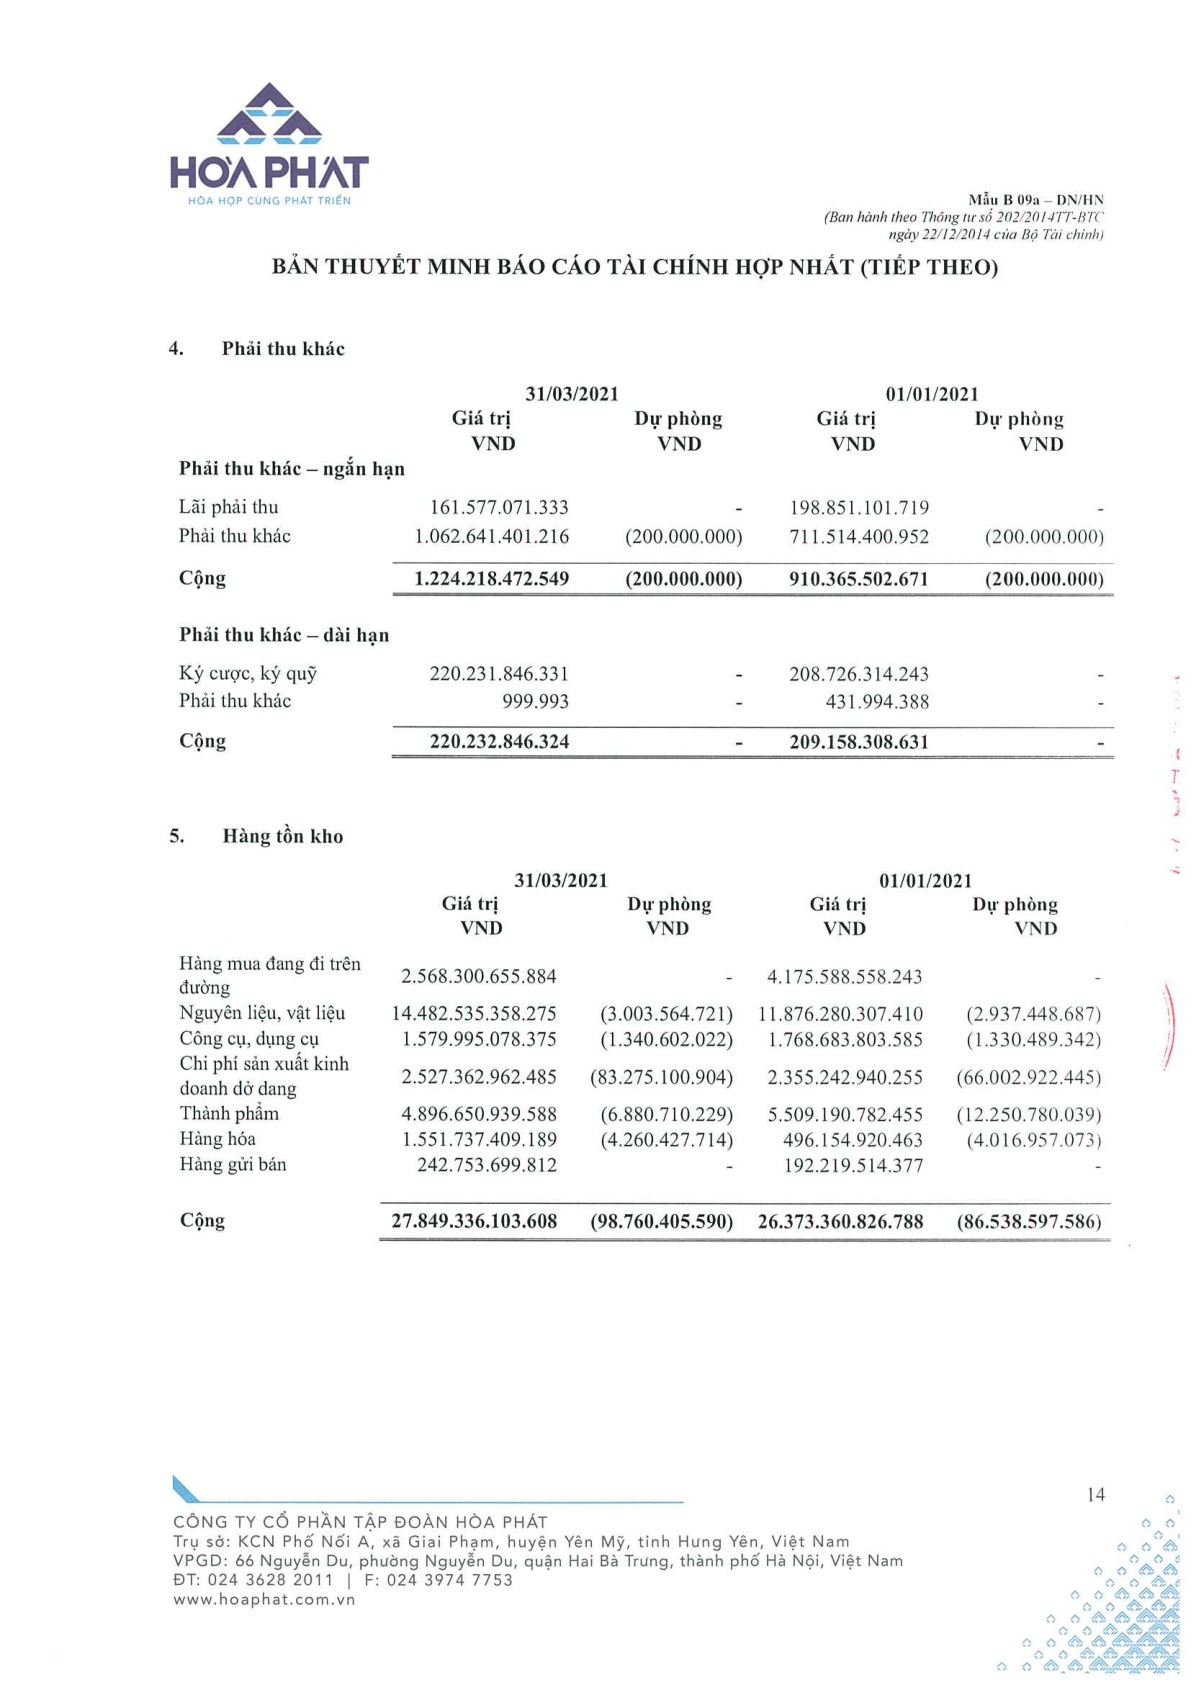 HÒA PHÁT
HÒA HỢP CÙNG PHÁT TRIỂN
Mẫu B 09a – DN/HN
(Ban hành theo Thông tư số 202/2014TT-BTC
ngày 22/12/2014 của Bộ Tài chính)
BẢN THUYẾT MINH BÁO CÁO TÀI CHÍNH HỢP NHẤT (TIẾP THEO)
4. Phải thu khác
31/03/2021 01/01/2021
Giá trị Dự phòng Giá trị Dự phòng
VND VND VND VND
Phải thu khác – ngắn hạn
Lãi phải thu 161.577.071.333 - 198.851.101.719 -
Phải thu khác 1.062.641.401.216 (200.000.000) 711.514.400.952 (200.000.000)
Cộng 1.224.218.472.549 (200.000.000) 910.365.502.671 (200.000.000)
Phải thu khác – dài hạn
Ký cược, ký quỹ 220.231.846.331 - 208.726.314.243 -
Phải thu khác 999.993 - 431.994.388 -
Cộng 220.232.846.324 - 209.158.308.631 -
5. Hàng tồn kho
31/03/2021 01/01/2021
Giá trị Dự phòng Giá trị Dự phòng
VND VND VND VND
Hàng mua đang đi trên
đường 2.568.300.655.884 - 4.175.588.558.243 -
Nguyên liệu, vật liệu 14.482.535.358.275 (3.003.564.721) 11.876.280.307.410 (2.937.448.687)
Công cụ, dụng cụ 1.579.995.078.375 (1.340.602.022) 1.768.683.803.585 (1.330.489.342)
Chi phí sản xuất kinh
doanh dở dang 2.527.362.962.485 (83.275.100.904) 2.355.242.940.255 (66.002.922.445)
Thành phẩm 4.896.650.939.588 (6.880.710.229) 5.509.190.782.455 (12.250.780.039)
Hàng hóa 1.551.737.409.189 (4.260.427.714) 496.154.920.463 (4.016.957.073)
Hàng gửi bán 242.753.699.812 - 192.219.514.377 -
Cộng 27.849.336.103.608 (98.760.405.590) 26.373.360.826.788 (86.538.597.586)
14
CÔNG TY CỔ PHẦN TẬP ĐOÀN HÒA PHÁT
Trụ sở: KCN Phố Nối A, xã Giai Phạm, huyện Yên Mỹ, tỉnh Hưng Yên, Việt Nam
VPGD: 66 Nguyễn Du, phường Nguyễn Du, quận Hai Bà Trưng, thành phố Hà Nội, Việt Nam
ĐT: 024 3628 2011 | F: 024 3974 7753
www.hoaphat.com.vn